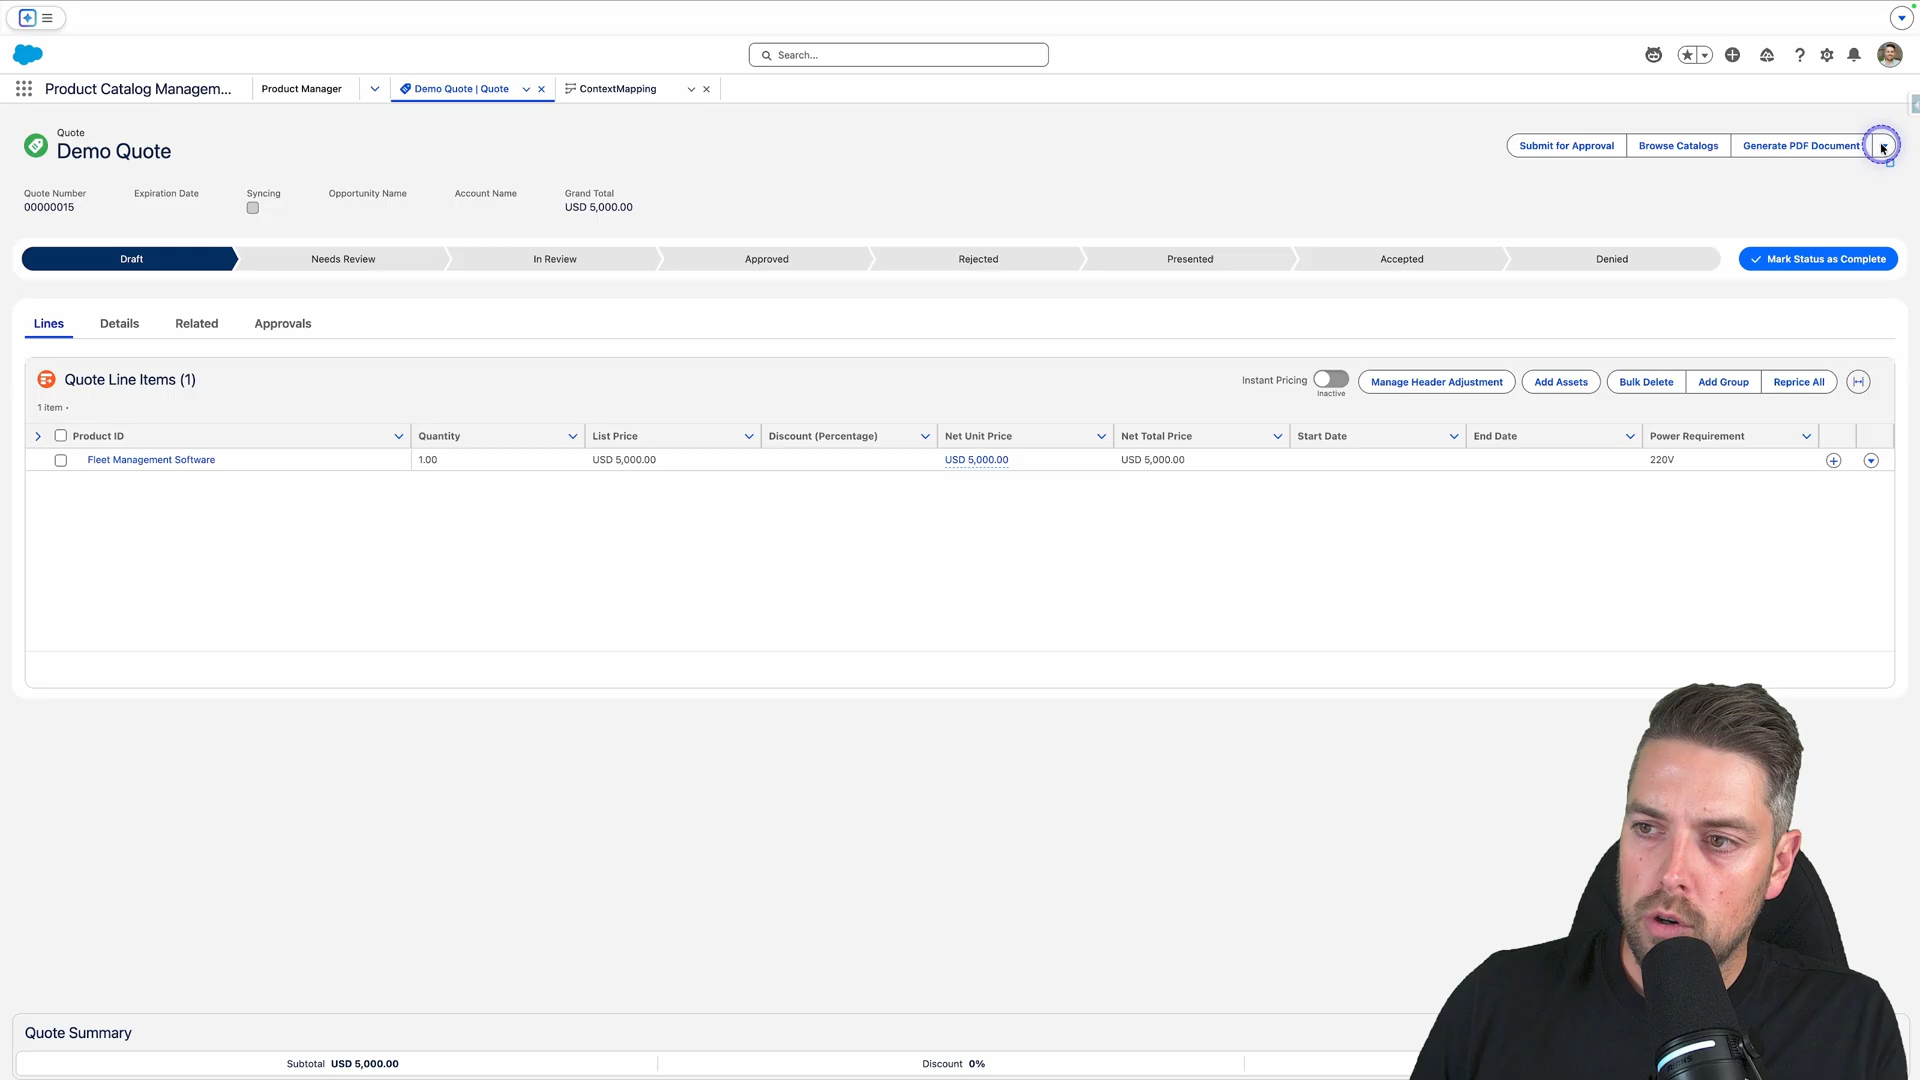 Search...
Product Catalog Managem...
Product Manager
Demo Quote | Quote
ContextMapping
Quote
Demo Quote
Submit for Approval
Browse Catalogs
Generate PDF Document
Quote Number
00000015
Expiration Date
Syncing
Opportunity Name
Account Name
Grand Total
USD 5,000.00
Draft
Needs Review
In Review
Approved
Rejected
Presented
Accepted
Denied
Mark Status as Complete
Lines
Details
Related
Approvals
Quote Line Items (1)
1 item •
Instant Pricing
Inactive
Manage Header Adjustment
Add Assets
Bulk Delete
Add Group
Reprice All
Product ID
Quantity
List Price
Discount (Percentage)
Net Unit Price
Net Total Price
Start Date
End Date
Power Requirement
Fleet Management Software
1.00
USD 5,000.00
USD 5,000.00
USD 5,000.00
220V
Quote Summary
Subtotal USD 5,000.00
Discount 0%